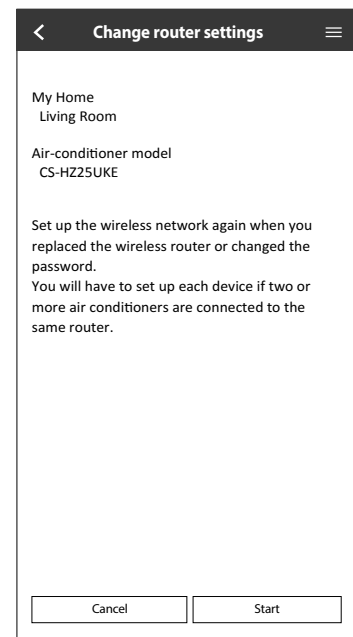 Change router settings
My Home
Living Room
Air-conditioner model
CS-HZ25UKE
Set up the wireless network again when you
replaced the wireless router or changed the
password.
You will have to set up each device if two or
more air conditioners are connected to the
same router.
Cancel
Start